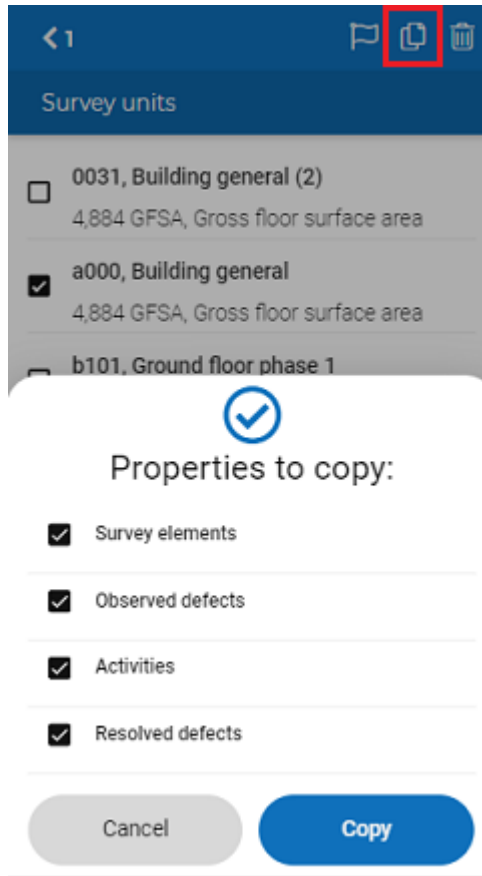 1
Survey units
0031, Building general (2)
4,884 GFSA, Gross floor surface area
a000, Building general
4,884 GFSA, Gross floor surface area
b101, Ground floor phase 1
Properties to copy:
Survey elements
Observed defects
Activities
Resolved defects
Cancel
Copy